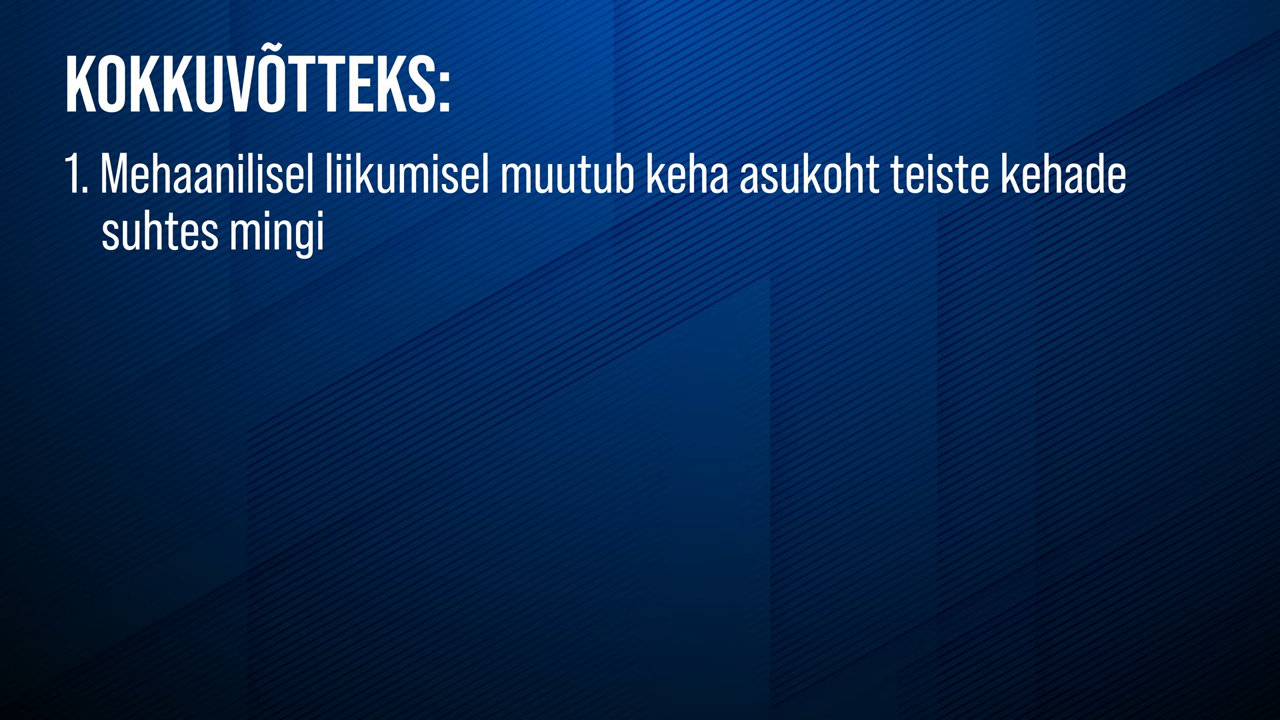 KOKKUVÕTTEKS:
1. Mehaanilisel liikumisel muutub keha asukoht teiste kehade
suhtes mingi